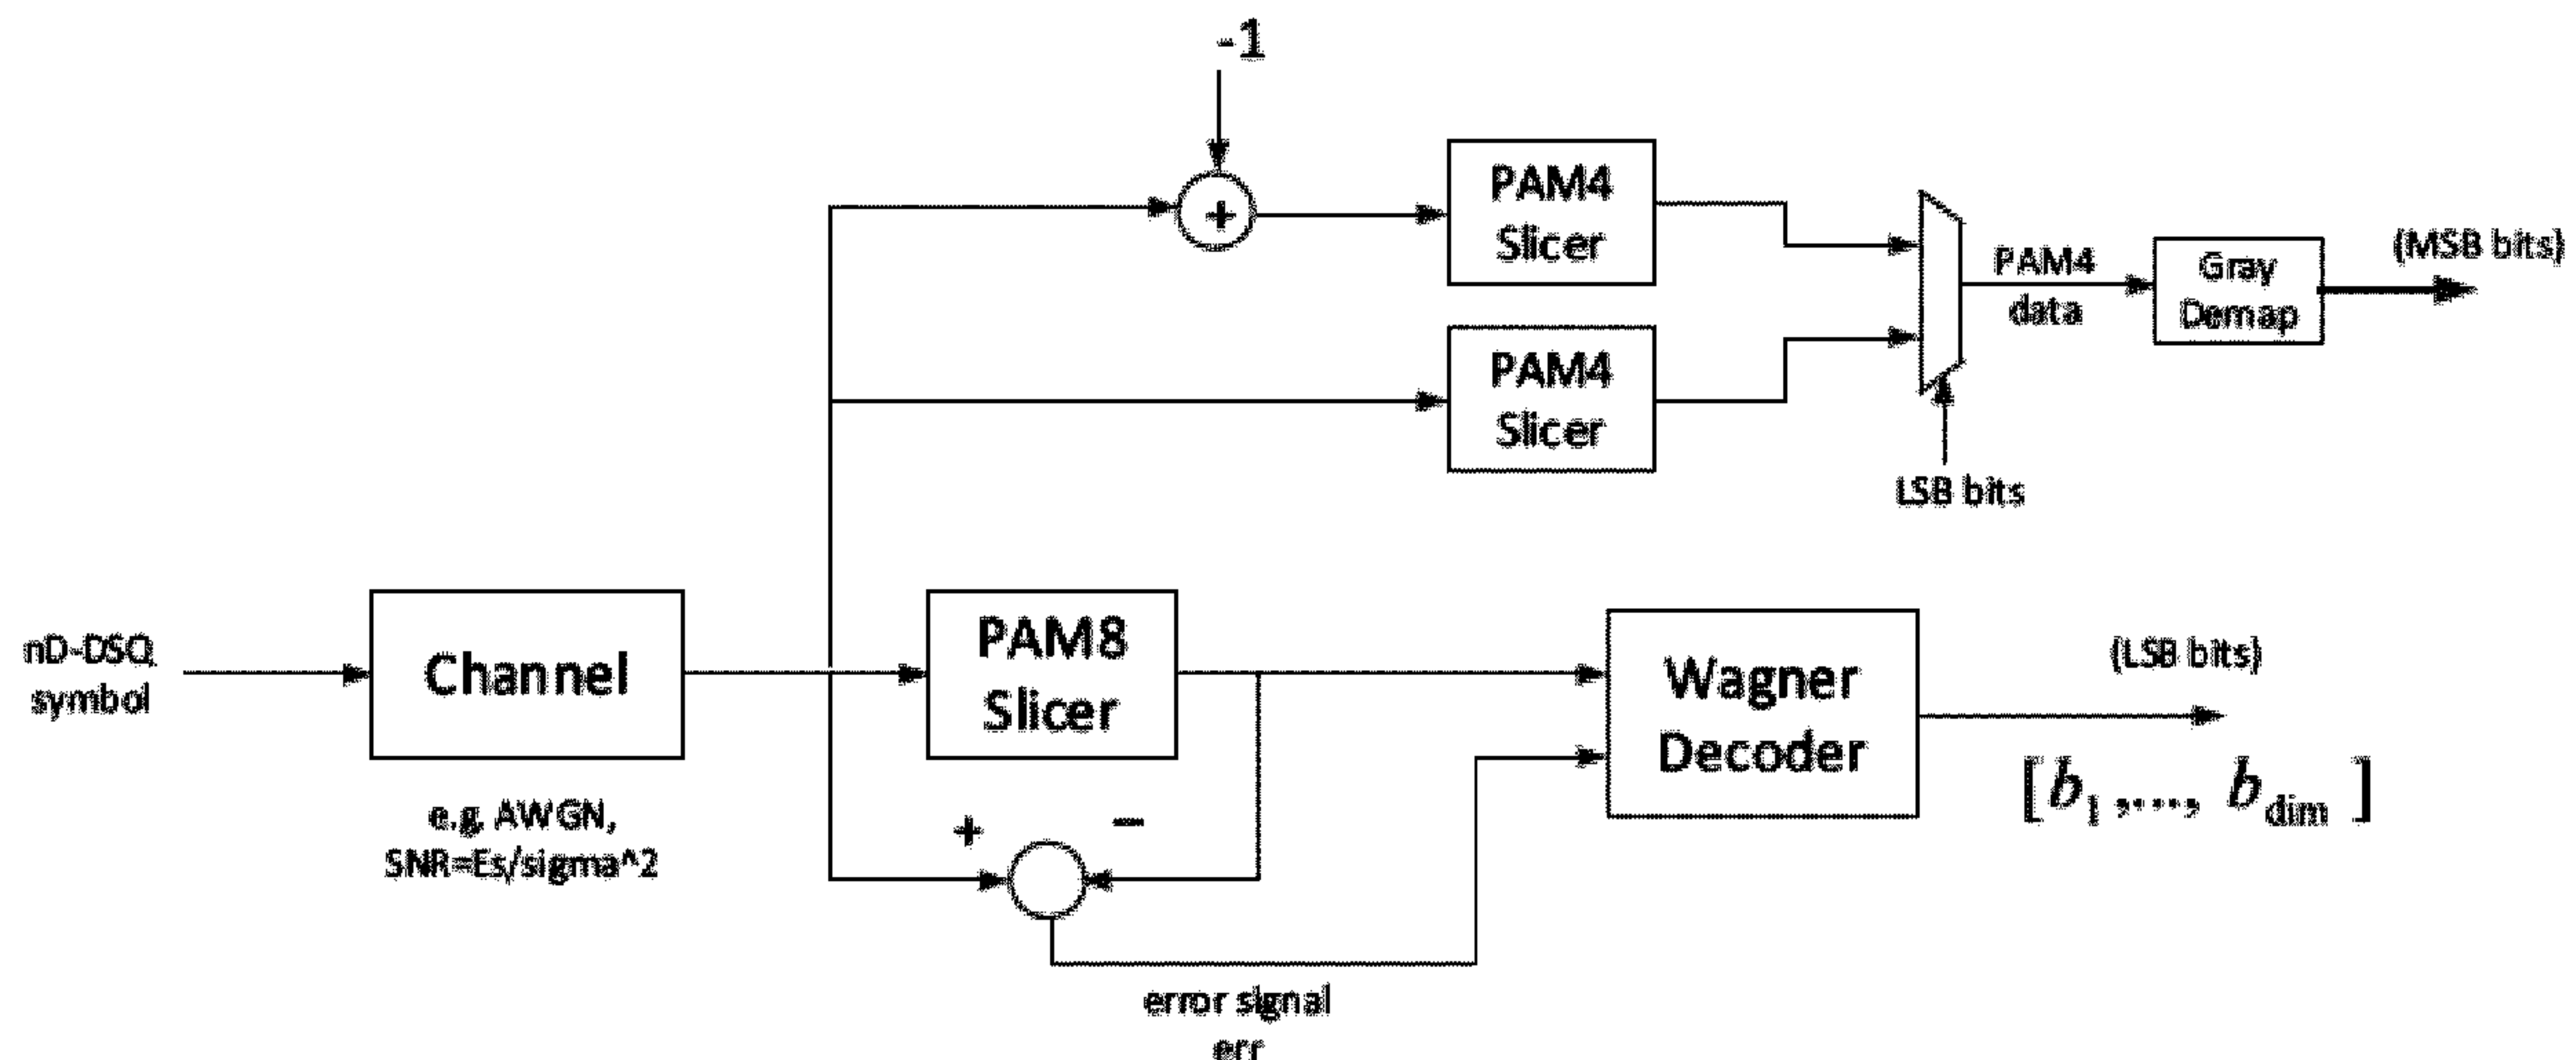 -1
+
PAM4
Slicer
PAM4
Slicer
PAM4
data
Gray
Demap
(MSB bits)
LSB bits
nD-DSQ
symbol
Channel
e.g. AWGN,
SNR=Es/sigma^2
PAM8
Slicer
+
−
error signal
err
Wagner
Decoder
(LSB bits)
[b1,..., bdim]